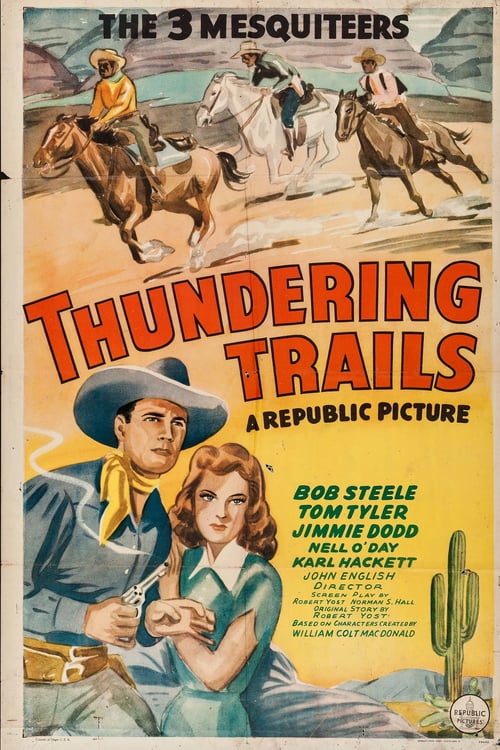 THE 3 MESQUITEERS
THUNDERING
TRAILS
A REPUBLIC PICTURE
BOB STEELE
TOM TYLER
JIMMIE DODD
NELL O'DAY
KARL HACKETT
JOHN ENGLISH
DIRECTOR
SCREEN PLAY BY
ROBERT YOST NORMAN S. HALL
ORIGINAL STORY BY
ROBERT YOST
BASED ON CHARACTERS CREATED BY
WILLIAM COLT MACDONALD
REPUBLIC
PICTURES